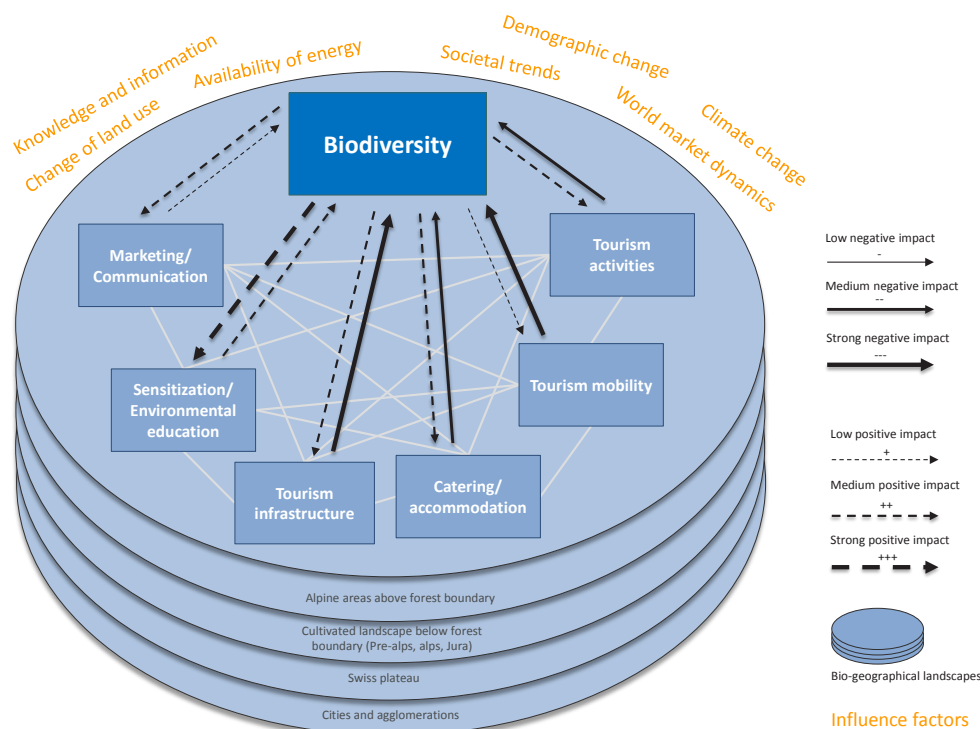 Knowledge and information
Change of land use
Availability of energy
Societal trends
Demographic change
World market dynamics
Climate change
Biodiversity
Marketing/
Communication
Tourism
activities
Sensitization/
Environmental
education
Tourism mobility
Tourism
infrastructure
Catering/
accommodation
Alpine areas above forest boundary
Cultivated landscape below forest
boundary (Pre-alps, alps, Jura)
Swiss plateau
Cities and agglomerations
Low negative impact
-
Medium negative impact
--
Strong negative impact
---
Low positive impact
+
Medium positive impact
++
Strong positive impact
+++
Bio-geographical landscapes
Influence factors